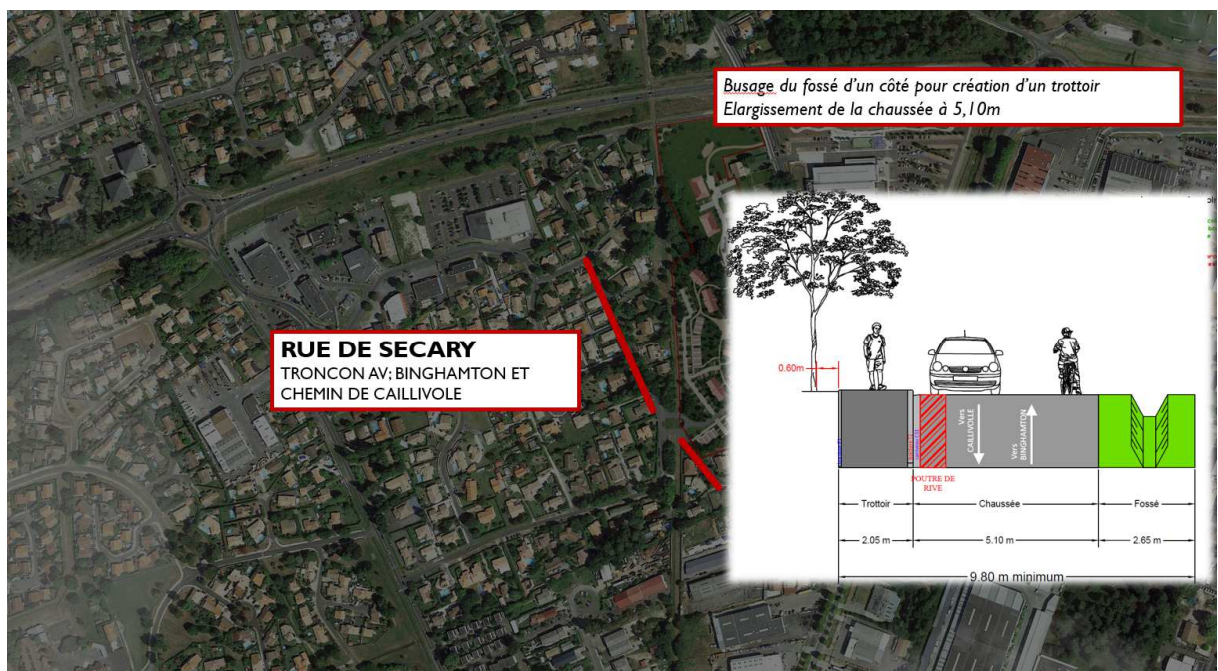 Busage du fossé d'un côté pour création d'un trottoir
Elargissement de la chaussée à 5,10m
RUE DE SECARY
TRONCON AV; BINGHAMTON ET
CHEMIN DE CAILLIVOLE
0.60m
Vers
CAILLIVOLLE
Vers
BINGHAMTON
POUTRE DE
RIVE
Trottoir
Chaussée
Fossé
2.05 m
5.10 m
2.65 m
9.80 m minimum